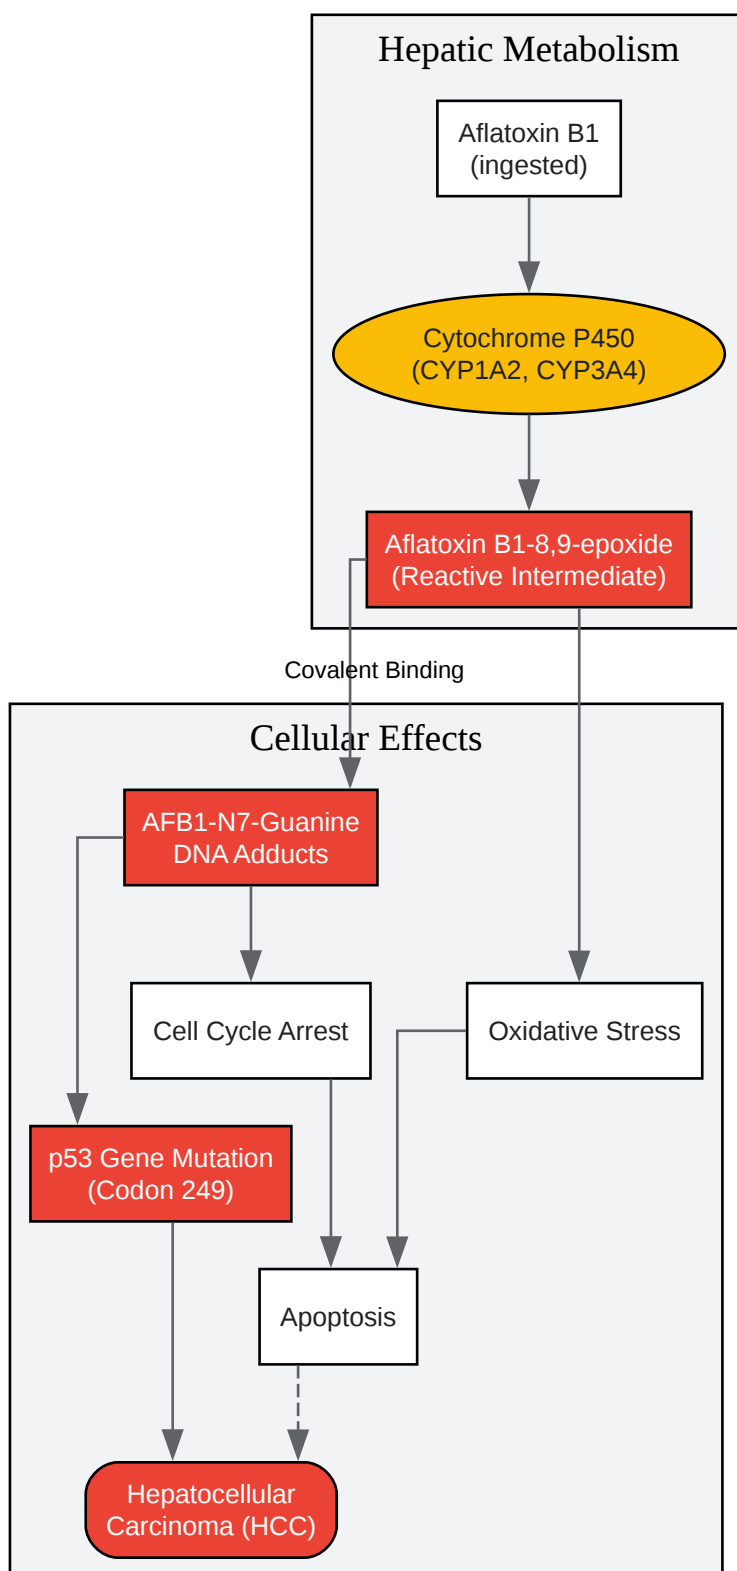 Hepatic Metabolism
Aflatoxin B1
(ingested)
Cytochrome P450
(CYP1A2, CYP3A4)
Aflatoxin B1-8,9-epoxide
(Reactive Intermediate)
Covalent Binding
Cellular Effects
AFB1-N7-Guanine
DNA Adducts
Cell Cycle Arrest
Oxidative Stress
p53 Gene Mutation
(Codon 249)
Apoptosis
Hepatocellular
Carcinoma (HCC)